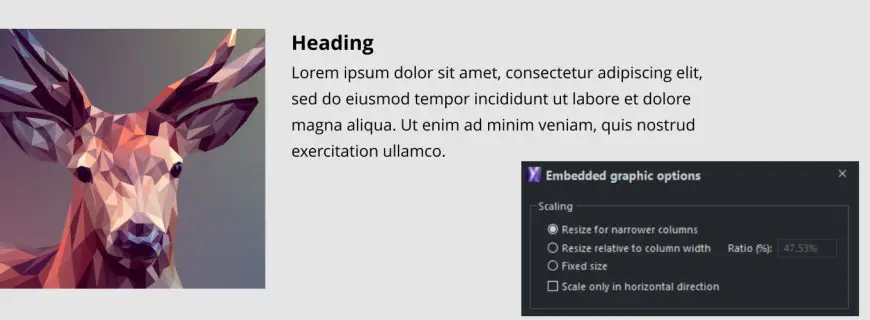 Heading
Lorem ipsum dolor sit amet, consectetur adipiscing elit,
sed do eiusmod tempor incididunt ut labore et dolore
magna aliqua. Ut enim ad minim veniam, quis nostrud
exercitation ullamco.
Embedded graphic options
Scaling
Resize for narrower columns
Resize relative to column width Ratio (%): 47.53%
Fixed size
Scale only in horizontal direction